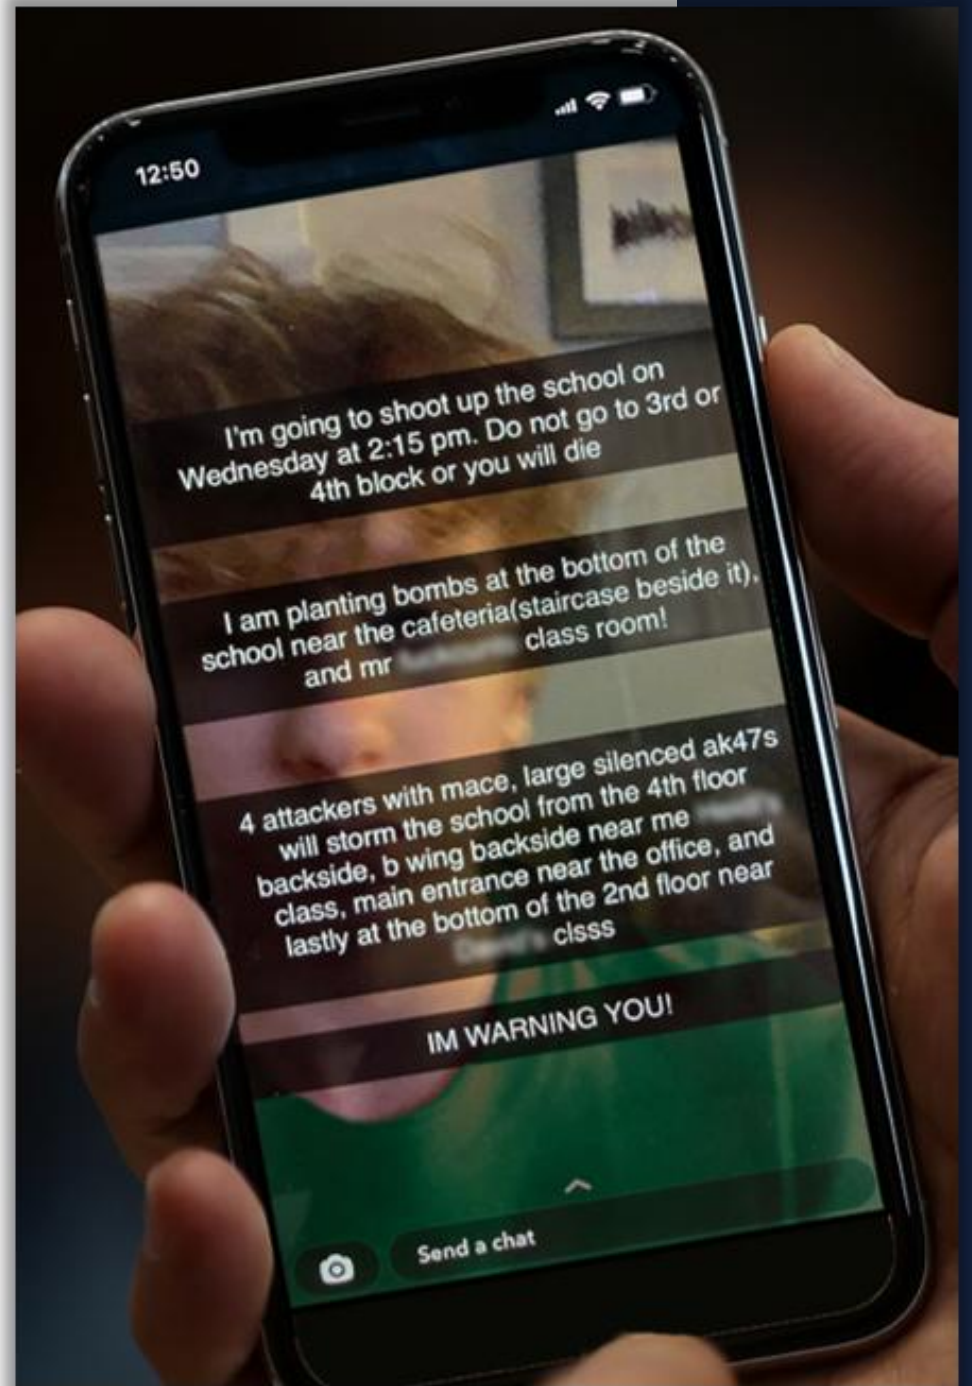 12:50
I'm going to shoot up the school on
Wednesday at 2:15 pm. Do not go to 3rd or
4th block or you will die
I am planting bombs at the bottom of the
school near the cafeteria(staircase beside it),
and mr class room!
4 attackers with mace, large silenced ak47s
will storm the school from the 4th floor
backside, b wing backside near me
class, main entrance near the office, and
lastly at the bottom of the 2nd floor near
clsss
IM WARNING YOU!
Send a chat